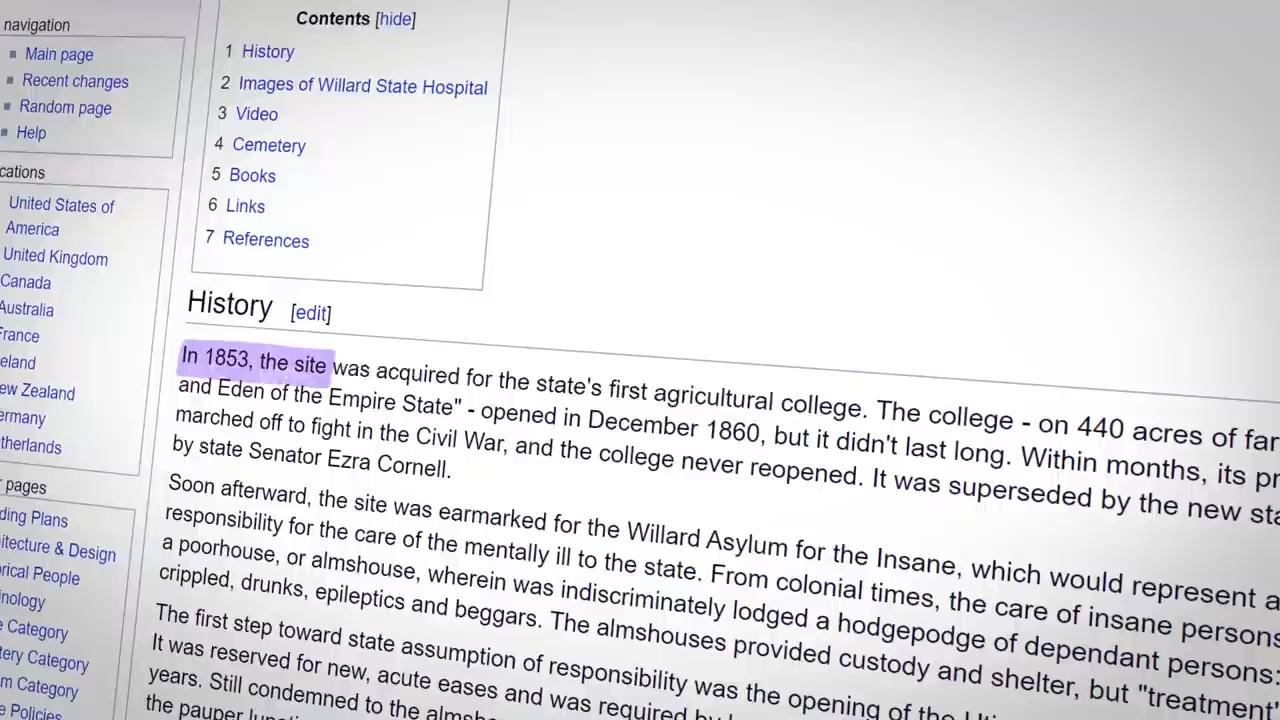 navigation
Main page
Recent changes
Random page
Help
cations
United States of
America
United Kingdom
Canada
Australia
France
eland
ew Zealand
ermany
therlands
pages
ding Plans
itecture & Design
orical People
nology
e Category
tery Category
m Category
e Policies
Contents [hide]
1 History
2 Images of Willard State Hospital
3 Video
4 Cemetery
5 Books
6 Links
7 References
History [edit]
In 1853, the site was acquired for the state's first agricultural college. The college - on 440 acres of far
and Eden of the Empire State" - opened in December 1860, but it didn't last long. Within months, its pr
marched off to fight in the Civil War, and the college never reopened. It was superseded by the new sta
by state Senator Ezra Cornell.
Soon afterward, the site was earmarked for the Willard Asylum for the Insane, which would represent a
responsibility for the care of the mentally ill to the state. From colonial times, the care of insane persons
a poorhouse, or almshouse, wherein was indiscriminately lodged a hodgepodge of dependant persons:
crippled, drunks, epileptics and beggars. The almshouses provided custody and shelter, but "treatment"
The first step toward state assumption of responsibility was the opening of the
It was reserved for new, acute eases and was required by
years. Still condemned to the
the pauper